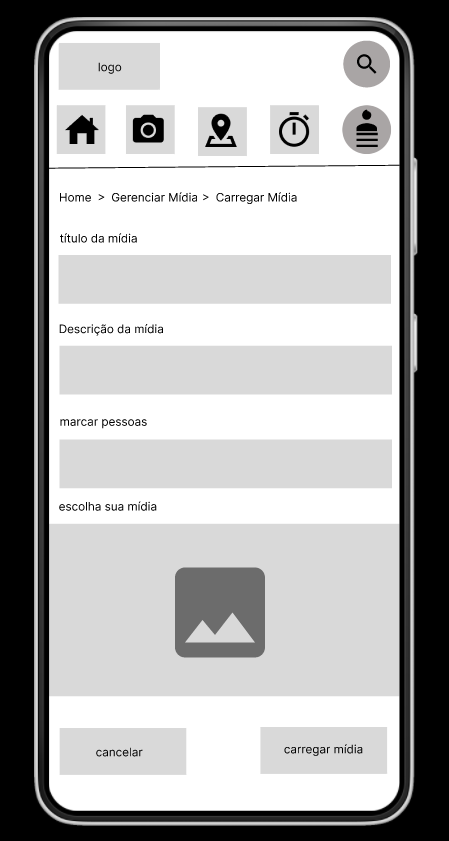 logo
Home > Gerenciar Mídia > Carregar Mídia
título da mídia
Descrição da mídia
marcar pessoas
escolha sua mídia
cancelar
carregar mídia